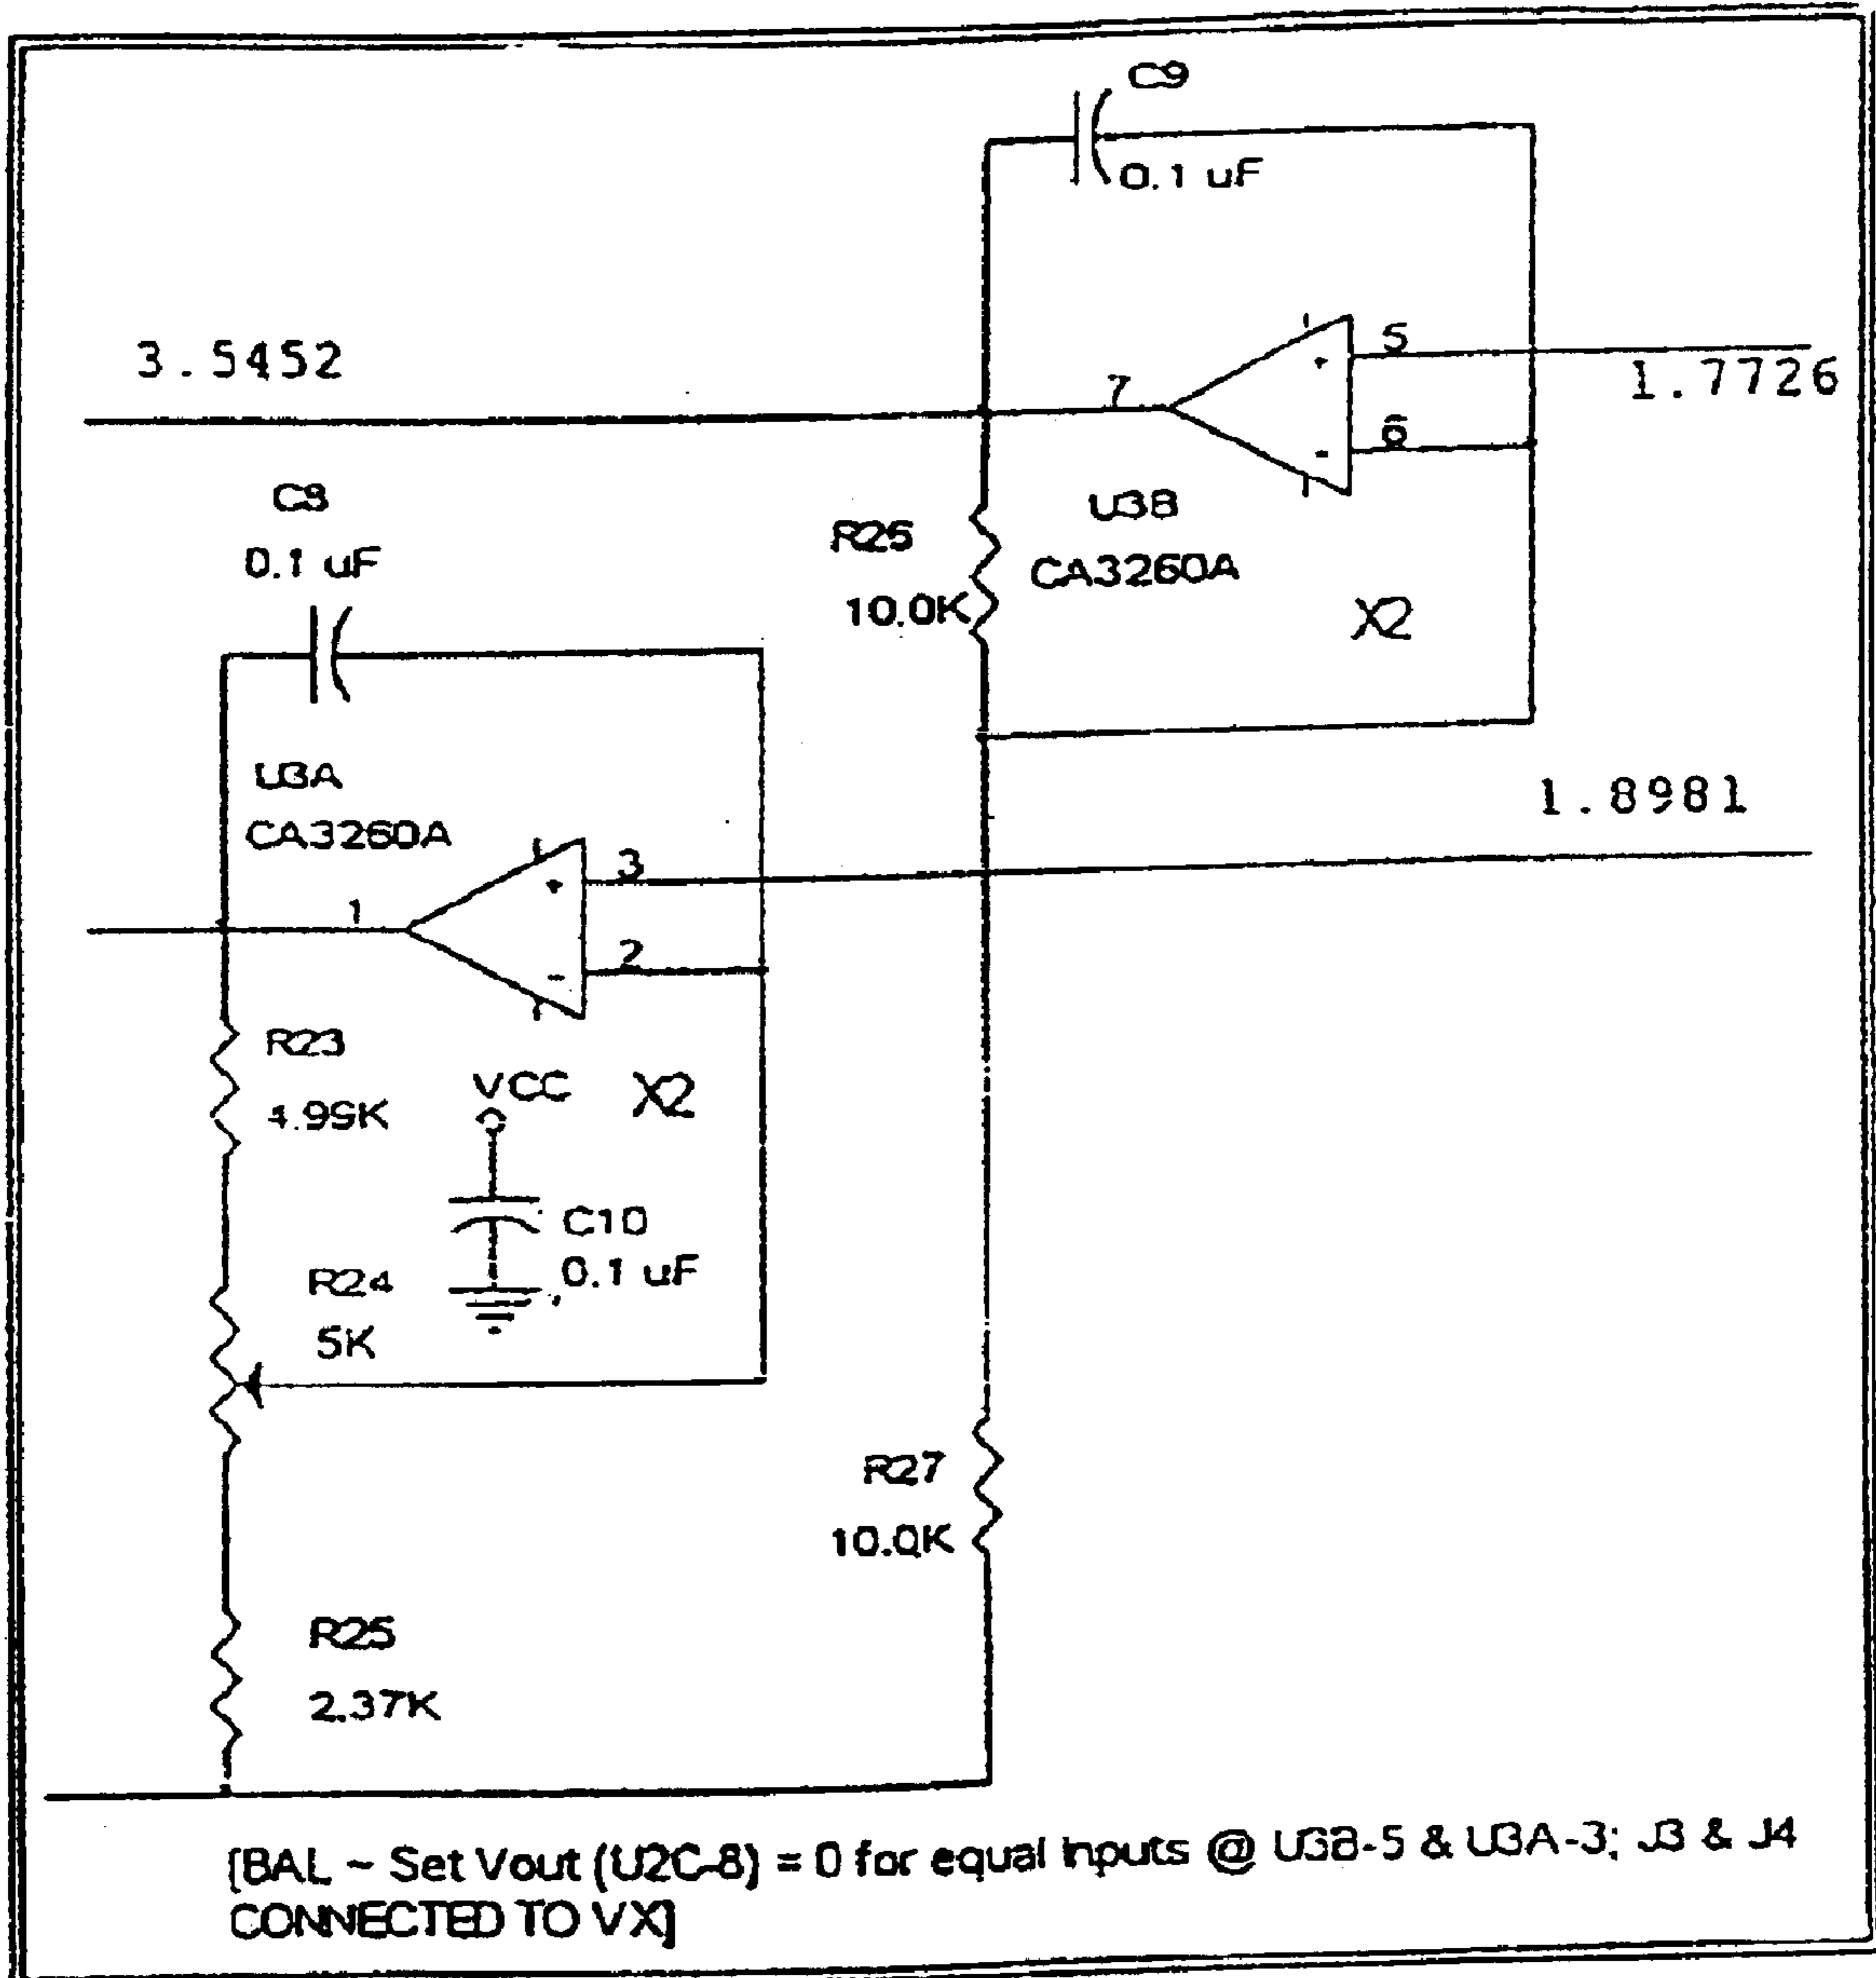 C9
0.1 uF
3.5452
5
1.7726
7
+
6
-
C8
0.1 uF
R26
10.0K
U3B
CA3260A
X2
U3A
CA3260A
1.8981
3
+
1
2
-
R23
4.99K
VCC
X2
C10
0.1 uF
R24
5K
R27
10.0K
R25
2.37K
[BAL ~ Set Vout (U2C-8) = 0 for equal inputs @ U3B-5 & U3A-3; J3 & J4
CONNECTED TO VX]